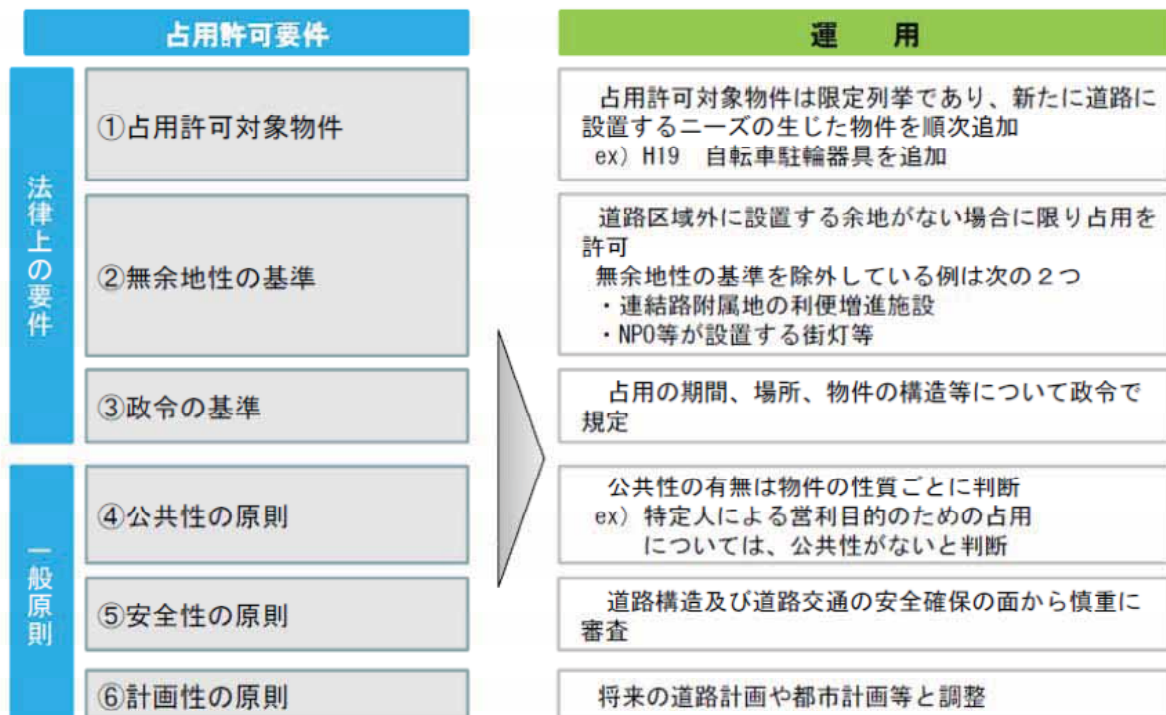 占用許可要件
運　用
法律上の要件
①占用許可対象物件
占用許可対象物件は限定列挙であり、新たに道路に
設置するニーズの生じた物件を順次追加
ex）H19　自転車駐輪器具を追加
②無余地性の基準
道路区域外に設置する余地がない場合に限り占用を
許可
無余地性の基準を除外している例は次の２つ
・連結路附属地の利便増進施設
・NPO等が設置する街灯等
③政令の基準
占用の期間、場所、物件の構造等について政令で
規定
一般原則
④公共性の原則
公共性の有無は物件の性質ごとに判断
ex）特定人による営利目的のための占用
については、公共性がないと判断
⑤安全性の原則
道路構造及び道路交通の安全確保の面から慎重に
審査
⑥計画性の原則
将来の道路計画や都市計画等と調整